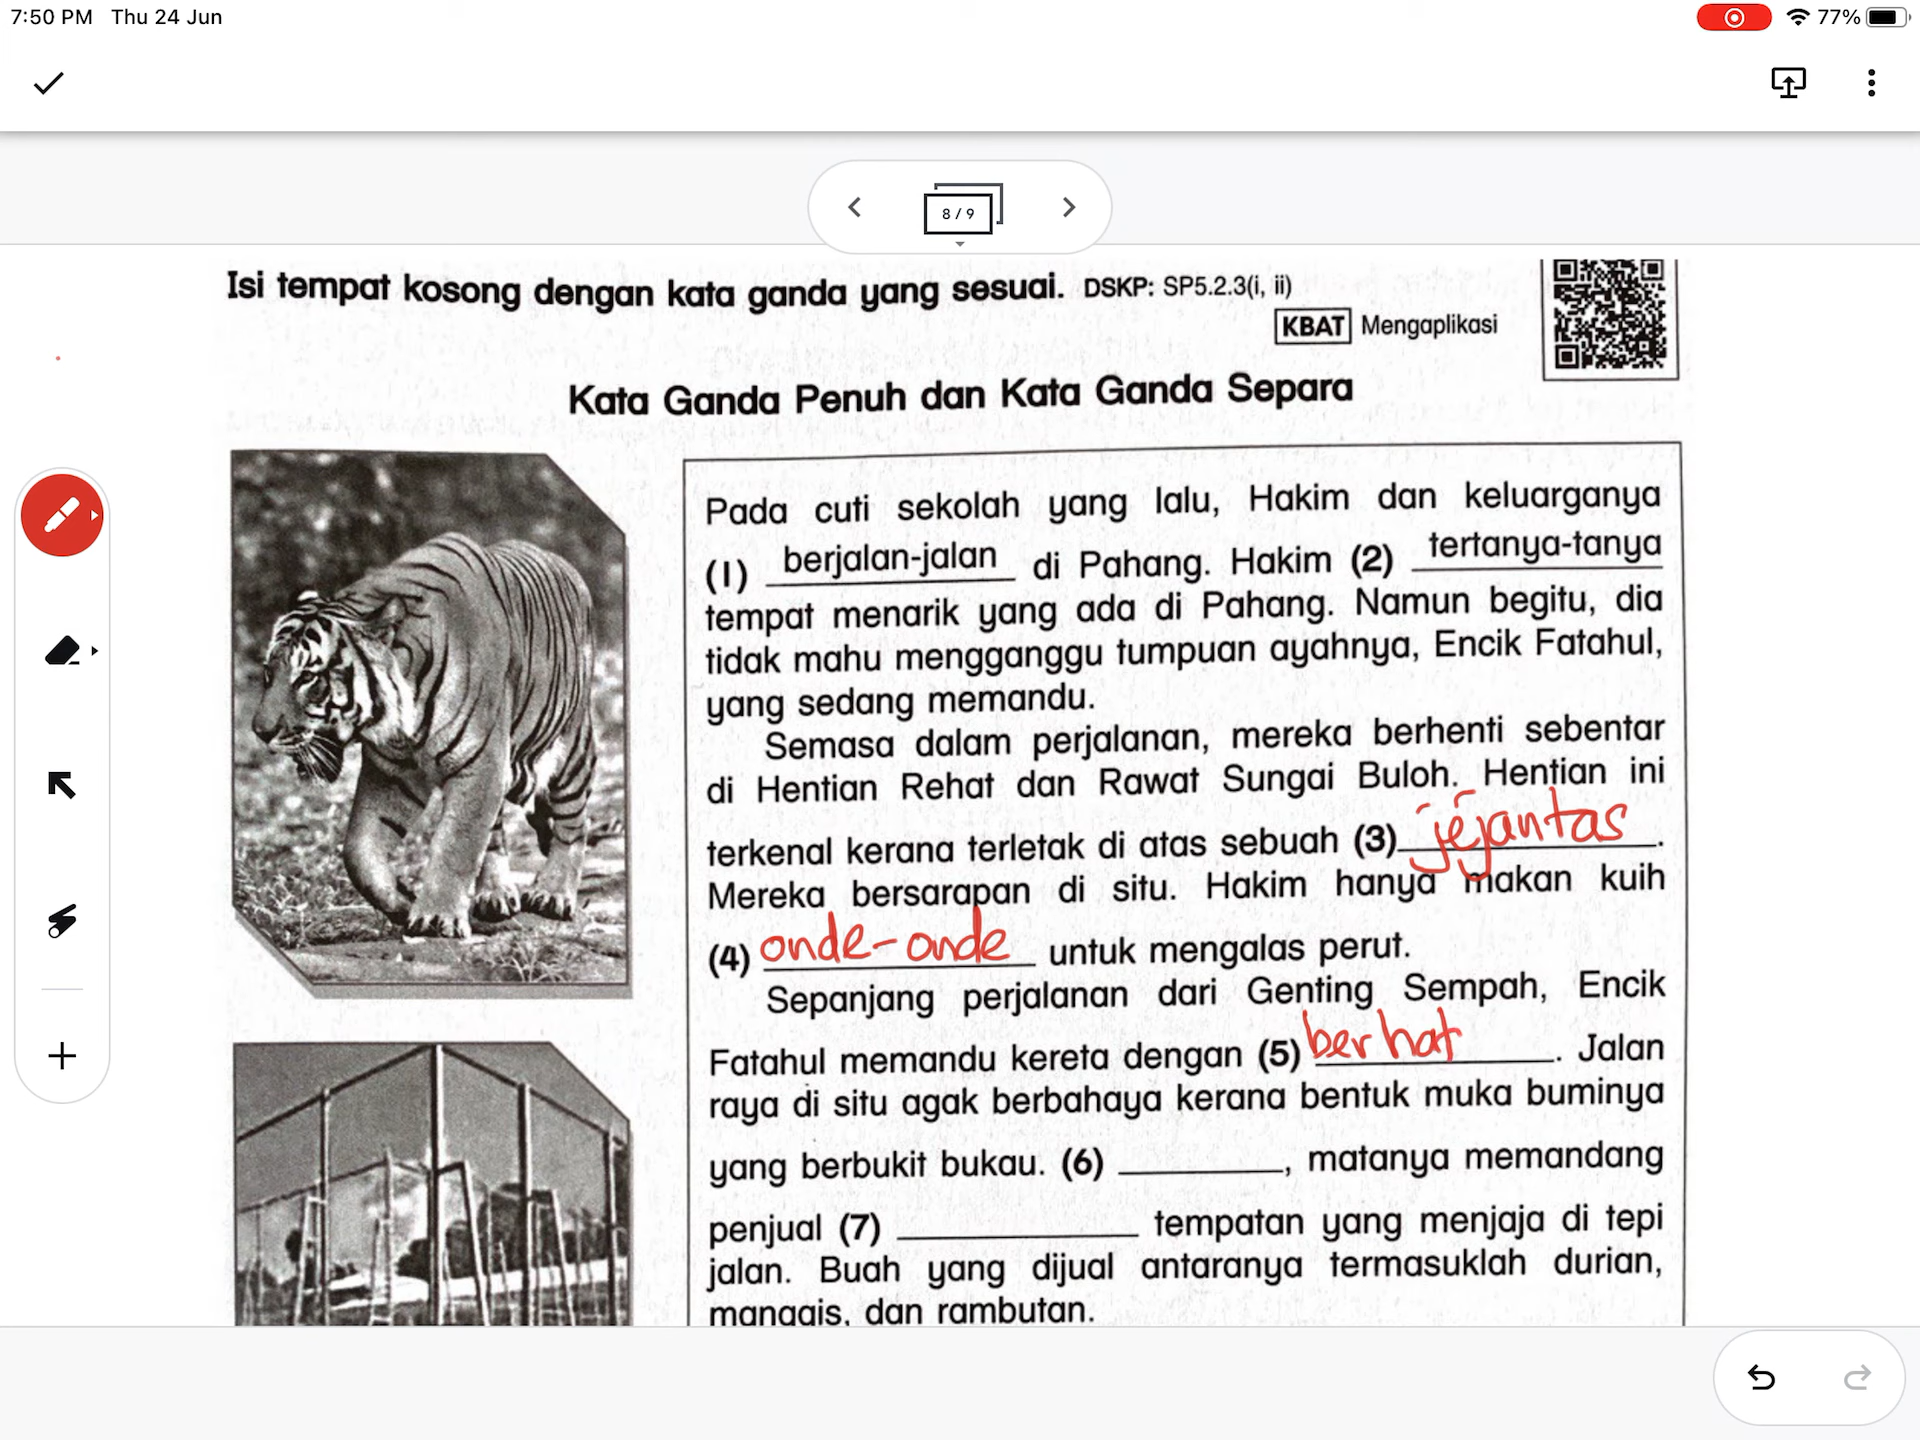 7:50 PM Thu 24 Jun
77%
8 / 9
Isi tempat kosong dengan kata ganda yang sesuai. DSKP: SP5.2.3(i, ii)
KBAT Mengaplikasi
Kata Ganda Penuh dan Kata Ganda Separa
Pada cuti sekolah yang lalu, Hakim dan keluarganya
(1) berjalan-jalan di Pahang. Hakim (2) tertanya-tanya
tempat menarik yang ada di Pahang. Namun begitu, dia
tidak mahu mengganggu tumpuan ayahnya, Encik Fatahul,
yang sedang memandu.
Semasa dalam perjalanan, mereka berhenti sebentar
di Hentian Rehat dan Rawat Sungai Buloh. Hentian ini
terkenal kerana terletak di atas sebuah (3) jejantas.
Mereka bersarapan di situ. Hakim hanya makan kuih
(4) onde-onde untuk mengalas perut.
Sepanjang perjalanan dari Genting Sempah, Encik
Fatahul memandu kereta dengan (5) berhat. Jalan
raya di situ agak berbahaya kerana bentuk muka buminya
yang berbukit bukau. (6) ________, matanya memandang
penjual (7) ________ tempatan yang menjaja di tepi
jalan. Buah yang dijual antaranya termasuklah durian,
manggis, dan rambutan.